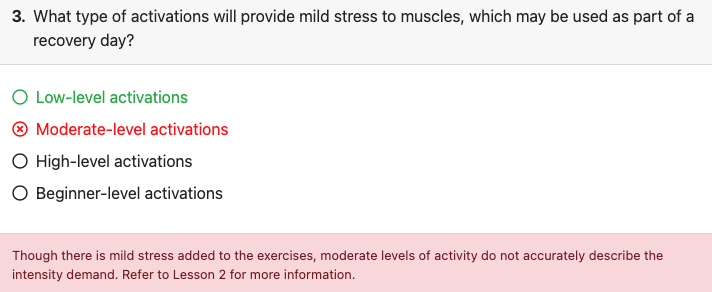 3. What type of activations will provide mild stress to muscles, which may be used as part of a
recovery day?
Low-level activations
Moderate-level activations
High-level activations
Beginner-level activations
Though there is mild stress added to the exercises, moderate levels of activity do not accurately describe the
intensity demand. Refer to Lesson 2 for more information.